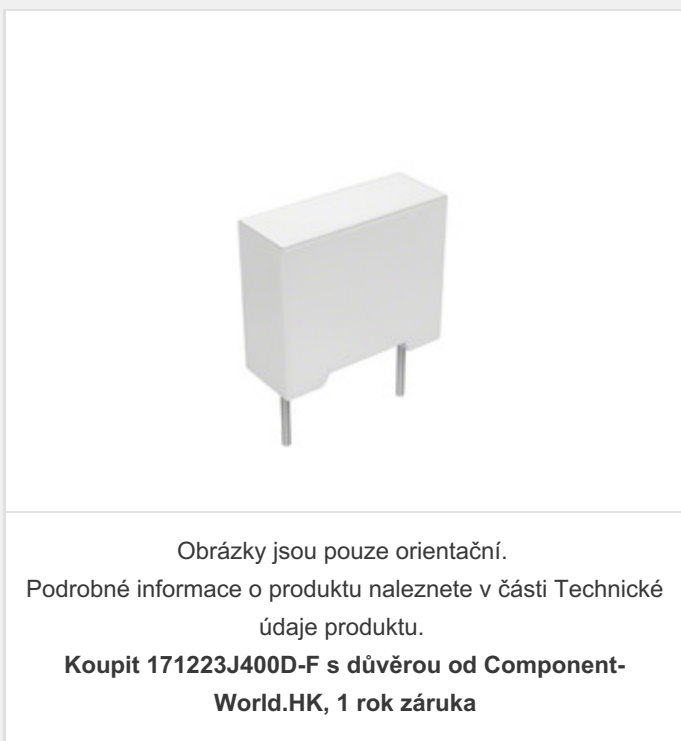 Obrázky jsou pouze orientační.
Podrobné informace o produktu naleznete v části Technické
údaje produktu.
Koupit 171223J400D-F s důvěrou od Component-
World.HK, 1 rok záruka